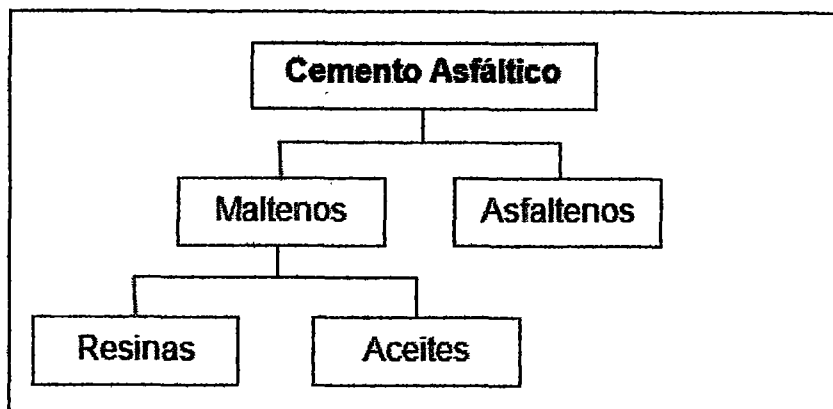 Cemento Asfáltico
Maltenos
Asfaltenos
Resinas
Aceites